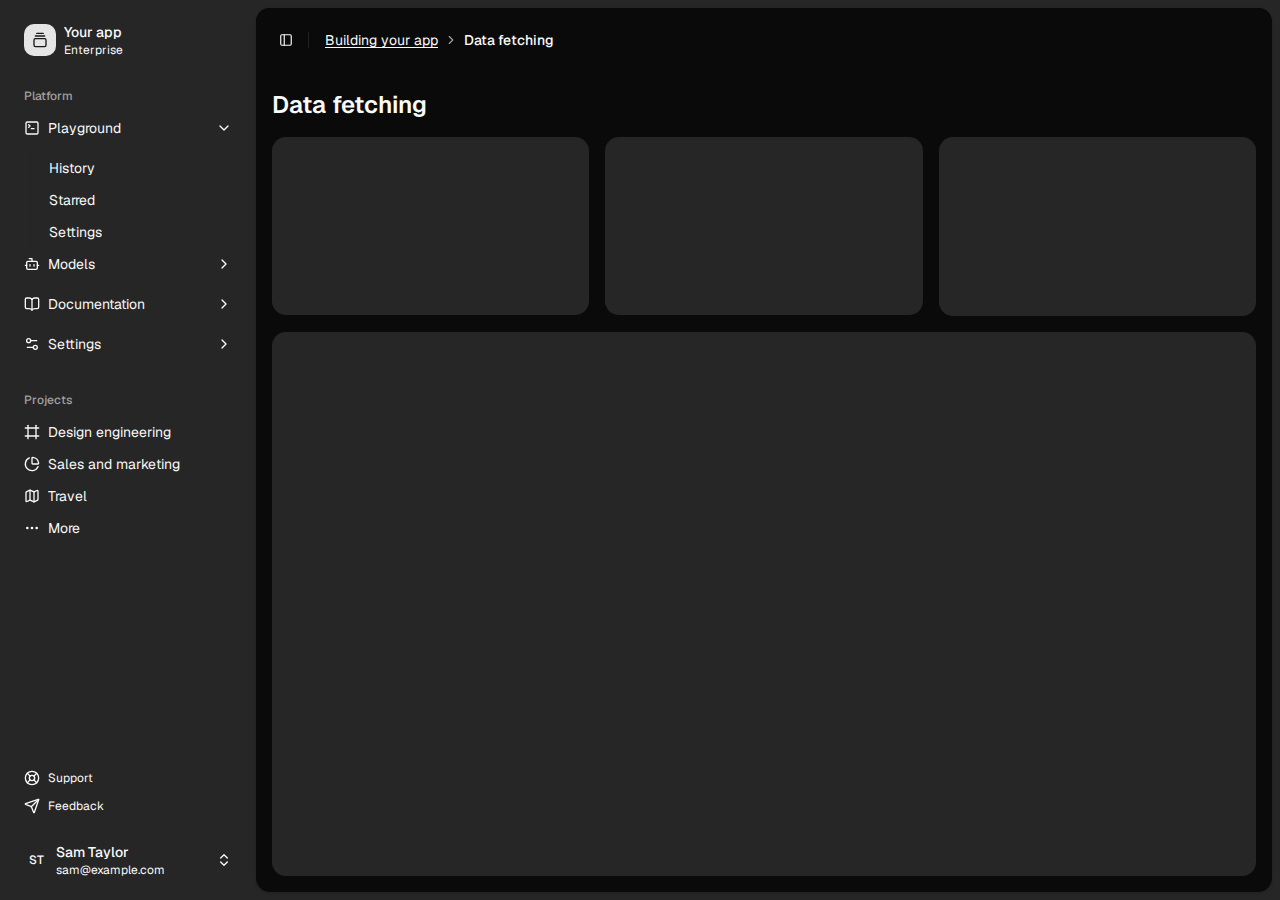 Your app
Enterprise
Platform
Playground
History
Starred
Settings
Models
Documentation
Settings
Projects
Design engineering
Sales and marketing
Travel
More
Support
Feedback
ST
Sam Taylor
sam@example.com
Building your app
Data fetching
Data fetching